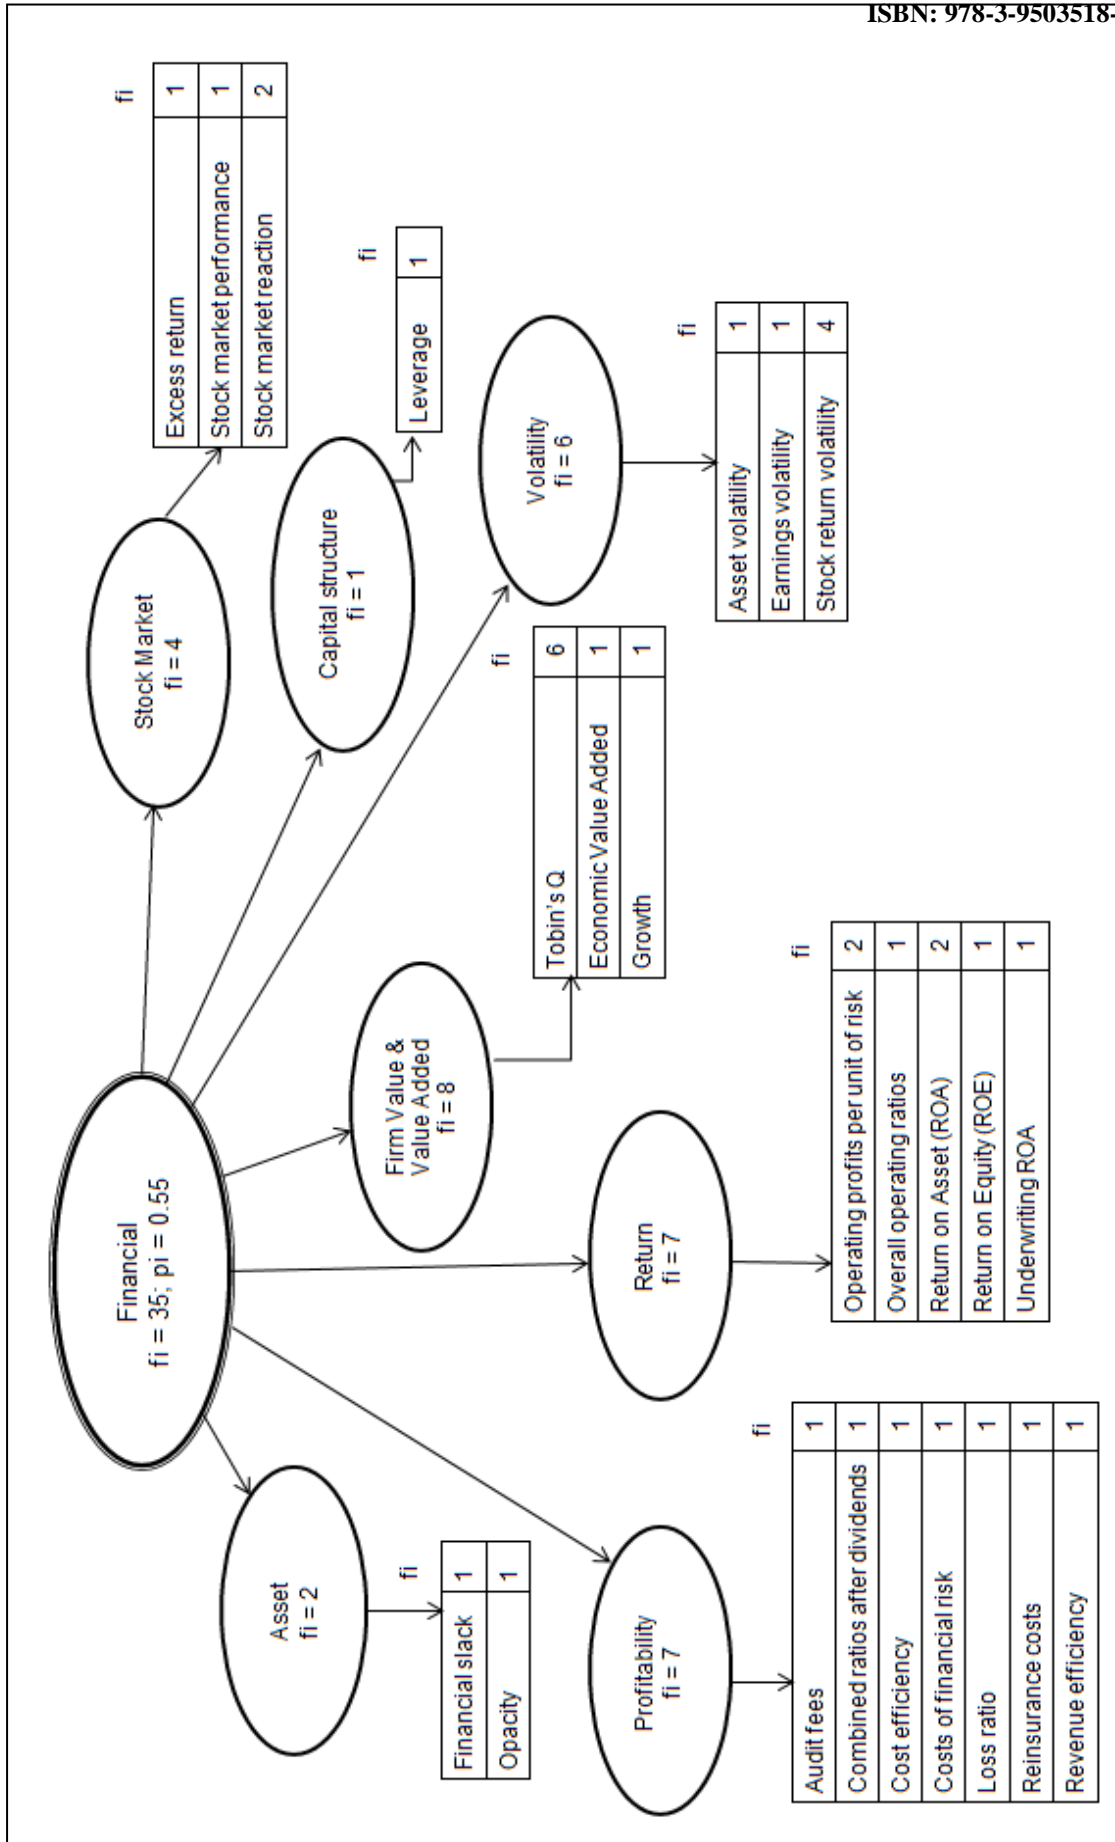 ISBN: 978-3-9503518-
Financial
fi = 35; pi = 0.55
Asset
fi = 2
fi
Financial slack 1
Opacity 1
Profitability
fi = 7
fi
Audit fees 1
Combined ratios after dividends 1
Cost efficiency 1
Costs of financial risk 1
Loss ratio 1
Reinsurance costs 1
Revenue efficiency 1
Return
fi = 7
fi
Operating profits per unit of risk 2
Overall operating ratios 1
Return on Asset (ROA) 2
Return on Equity (ROE) 1
Underwriting ROA 1
Firm Value &
Value Added
fi = 8
fi
Tobin's Q 6
Economic Value Added 1
Growth 1
Volatility
fi = 6
fi
Asset volatility 1
Earnings volatility 1
Stock return volatility 4
Capital structure
fi = 1
fi
Leverage 1
Stock Market
fi = 4
fi
Excess return 1
Stock market performance 1
Stock market reaction 2